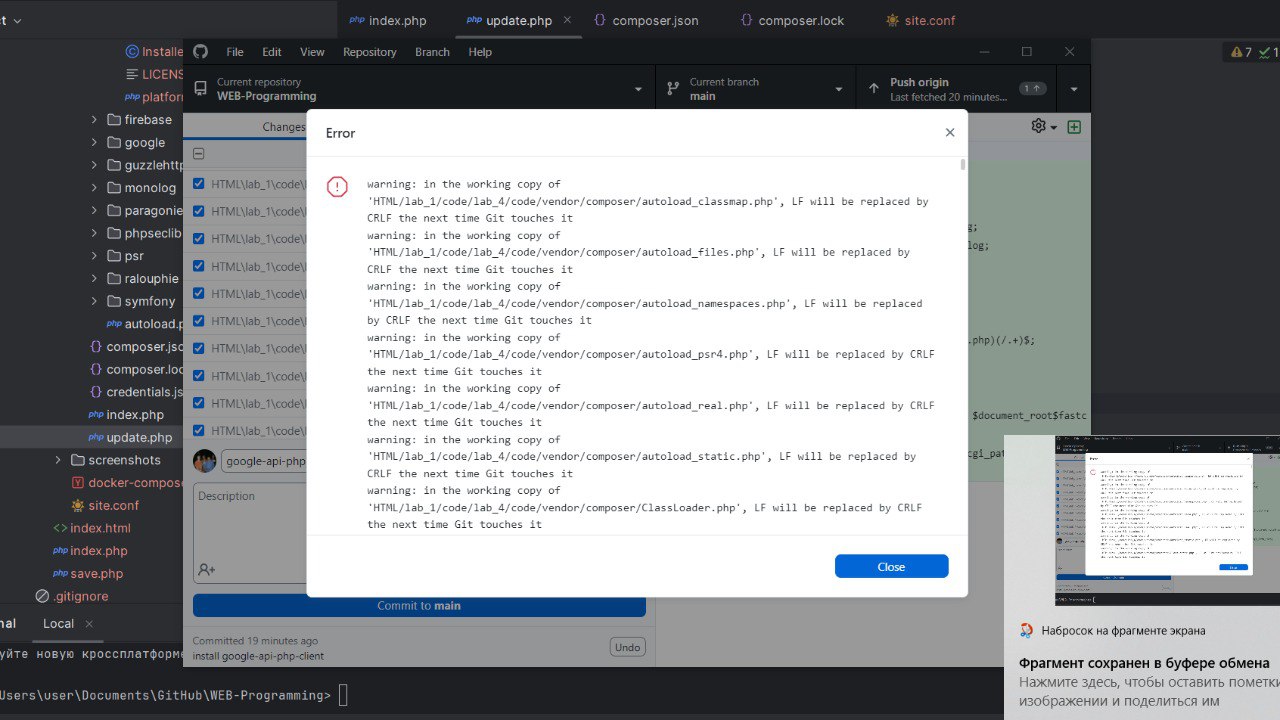 ct
index.php
update.php
composer.json
composer.lock
site.conf
Installe
LICENS
platfor
firebase
google
guzzlehttp
monolog
paragonie
phpseclib
psr
ralouphie
symfony
autoload.p
composer.jso
composer.loc
credentials.js
index.php
update.php
screenshots
docker-compos
site.conf
index.html
index.php
save.php
.gitignore
nal
Local
уйте новую кроссплатформе
Users\user\Documents\GitHub\WEB-Programming>
File Edit View Repository Branch Help
Current repository
WEB-Programming
Current branch
main
Push origin
Last fetched 20 minutes...
1
7
1
Changes
HTML\lab_1\code\l
HTML\lab_1\code\l
HTML\lab_1\code\l
HTML\lab_1\code\l
HTML\lab_1\code\l
HTML\lab_1\code\l
HTML\lab_1\code\l
HTML\lab_1\code\l
HTML\lab_1\code\l
HTML\lab_1\code\l
google-api-php
Description
Commit to main
Committed 19 minutes ago
install google-api-php-client
Undo
g;
log;
.php)(/.+)$;
$document_root$fastc
cgi_pat
Error
warning: in the working copy of
'HTML/lab_1/code/lab_4/code/vendor/composer/autoload_classmap.php', LF will be replaced by
CRLF the next time Git touches it
warning: in the working copy of
'HTML/lab_1/code/lab_4/code/vendor/composer/autoload_files.php', LF will be replaced by
CRLF the next time Git touches it
warning: in the working copy of
'HTML/lab_1/code/lab_4/code/vendor/composer/autoload_namespaces.php', LF will be replaced
by CRLF the next time Git touches it
warning: in the working copy of
'HTML/lab_1/code/lab_4/code/vendor/composer/autoload_psr4.php', LF will be replaced by CRLF
the next time Git touches it
warning: in the working copy of
'HTML/lab_1/code/lab_4/code/vendor/composer/autoload_real.php', LF will be replaced by
CRLF the next time Git touches it
warning: in the working copy of
'HTML/lab_1/code/lab_4/code/vendor/composer/autoload_static.php', LF will be replaced by
CRLF the next time Git touches it
warning: in the working copy of
'HTML/lab_1/code/lab_4/code/vendor/composer/ClassLoader.php', LF will be replaced by CRLF
the next time Git touches it
Close
Набросок на фрагменте экрана
Фрагмент сохранен в буфере обмена
Нажмите здесь, чтобы оставить пометки
изображении и поделиться им